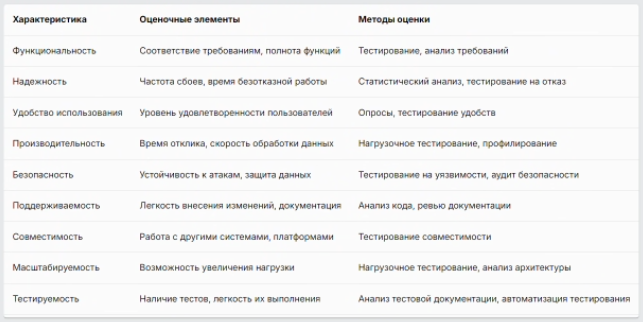 Характеристика Оценочные элементы Методы оценки
Функциональность Соответствие требованиям, полнота функций Тестирование, анализ требований
Надежность Частота сбоев, время безотказной работы Статистический анализ, тестирование на отказ
Удобство использования Уровень удовлетворенности пользователей Опросы, тестирование удобств
Производительность Время отклика, скорость обработки данных Нагрузочное тестирование, профилирование
Безопасность Устойчивость к атакам, защита данных Тестирование на уязвимости, аудит безопасности
Поддерживаемость Легкость внесения изменений, документация Анализ кода, ревью документации
Совместимость Работа с другими системами, платформами Тестирование совместимости
Масштабируемость Возможность увеличения нагрузки Нагрузочное тестирование, анализ архитектуры
Тестируемость Наличие тестов, легкость их выполнения Анализ тестовой документации, автоматизация тестирования